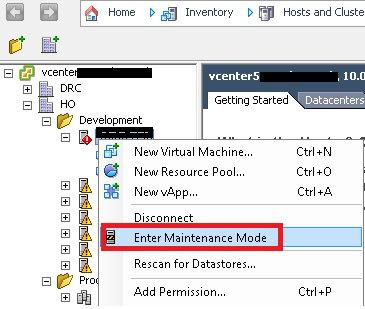 Home
Inventory
Hosts and Cluste
vcenter
DRC
HO
Development
vcenter5
10.0
Getting Started
Datacenters
New Virtual Machine... Ctrl+N
New Resource Pool... Ctrl+O
New vApp... Ctrl+A
Disconnect
Enter Maintenance Mode
Rescan for Datastores...
Add Permission... Ctrl+P
Proc